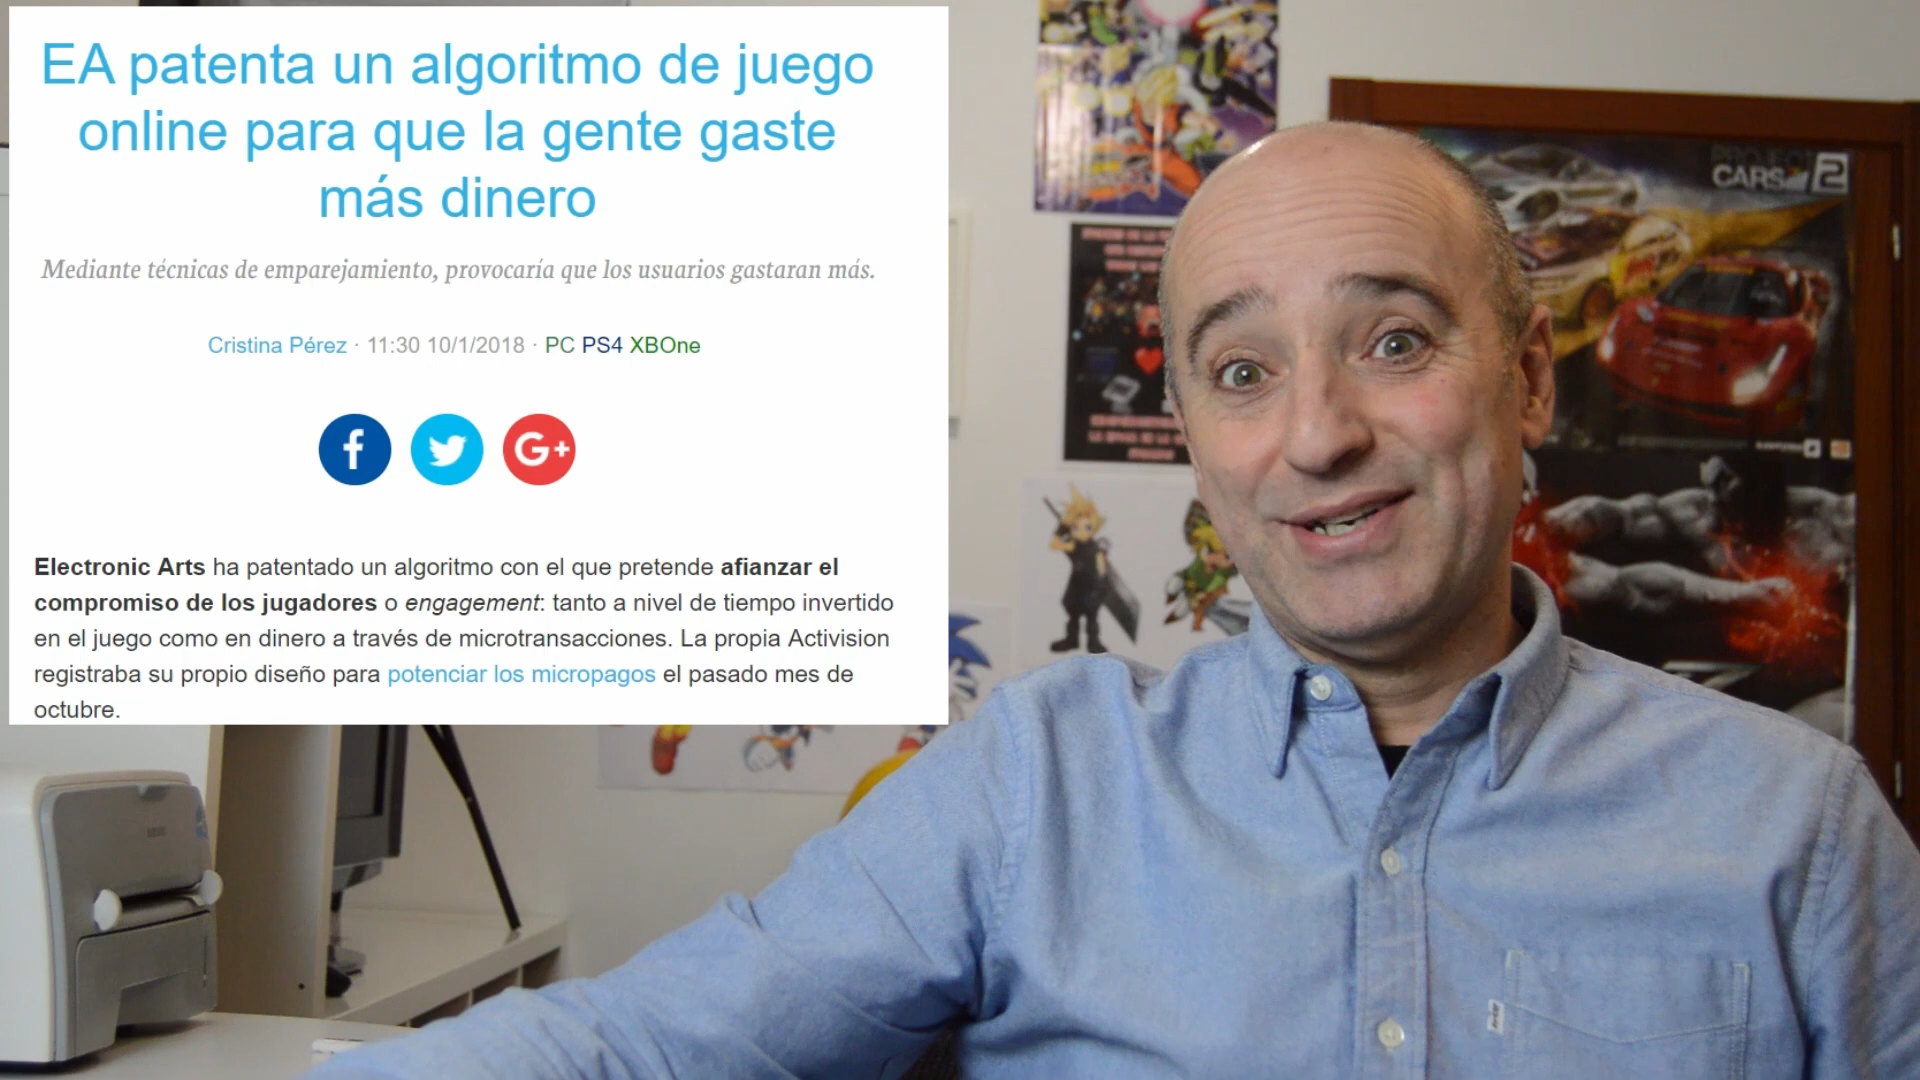 EA patenta un algoritmo de juego
online para que la gente gaste
más dinero
Mediante técnicas de emparejamiento, provocaría que los usuarios gastaran más.
Cristina Pérez · 11:30 10/1/2018 · PC PS4 XBOne
f
G+
Electronic Arts ha patentado un algoritmo con el que pretende afianzar el
compromiso de los jugadores o engagement: tanto a nivel de tiempo invertido
en el juego como en dinero a través de microtransacciones. La propia Activision
registraba su propio diseño para potenciar los micropagos el pasado mes de
octubre.
PROJECT
CARS 2